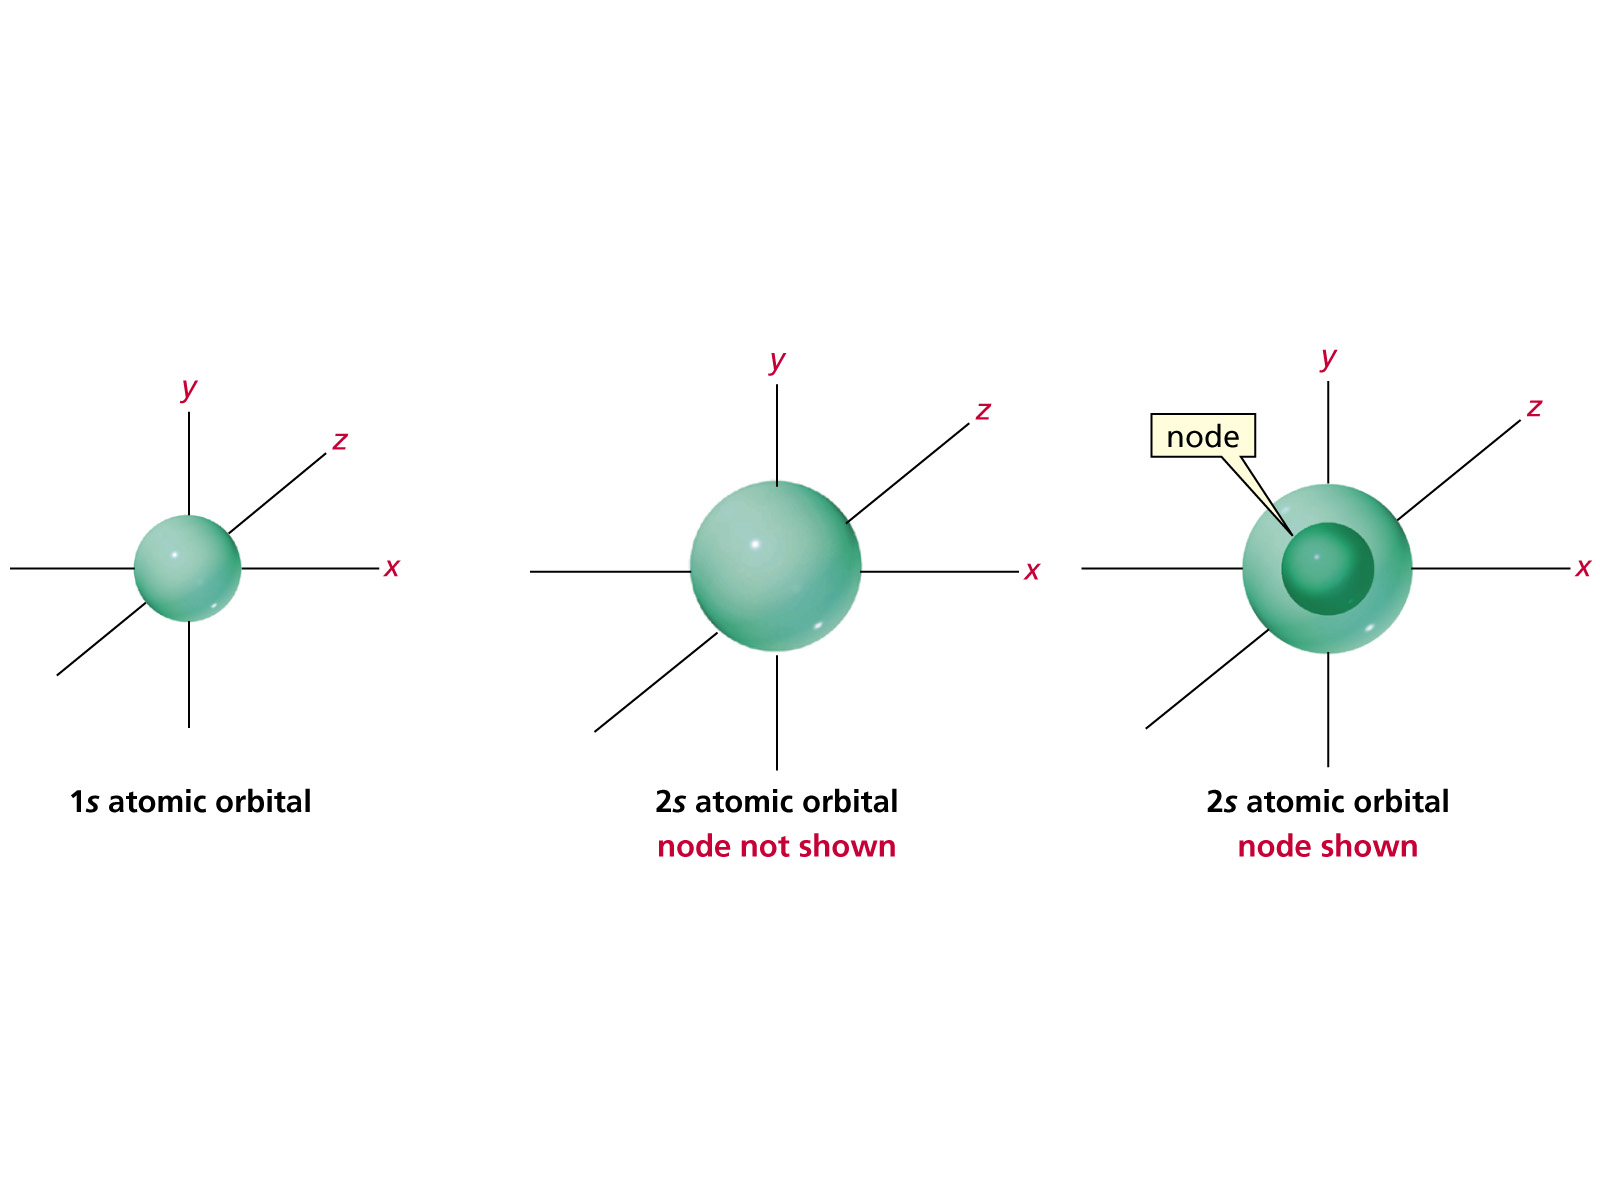 y
z
x
1s atomic orbital
y
z
x
2s atomic orbital
node not shown
y
z
node
x
2s atomic orbital
node shown